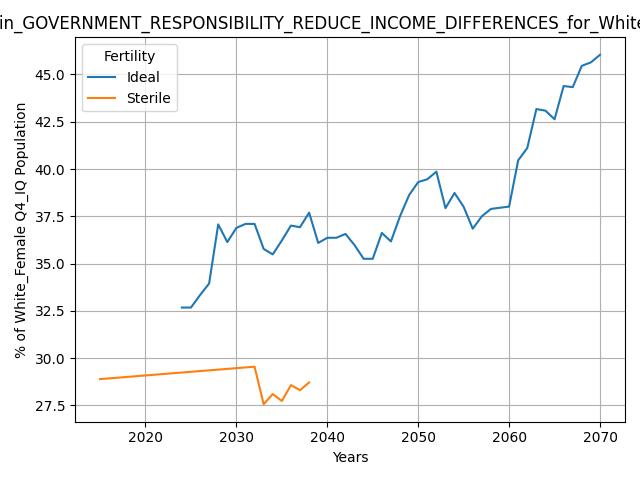 in_GOVERNMENT_RESPONSIBILITY_REDUCE_INCOME_DIFFERENCES_for_White
Fertility
Ideal
Sterile
% of White_Female Q4_IQ Population
45.0
42.5
40.0
37.5
35.0
32.5
30.0
27.5
2020 2030 2040 2050 2060 2070
Years